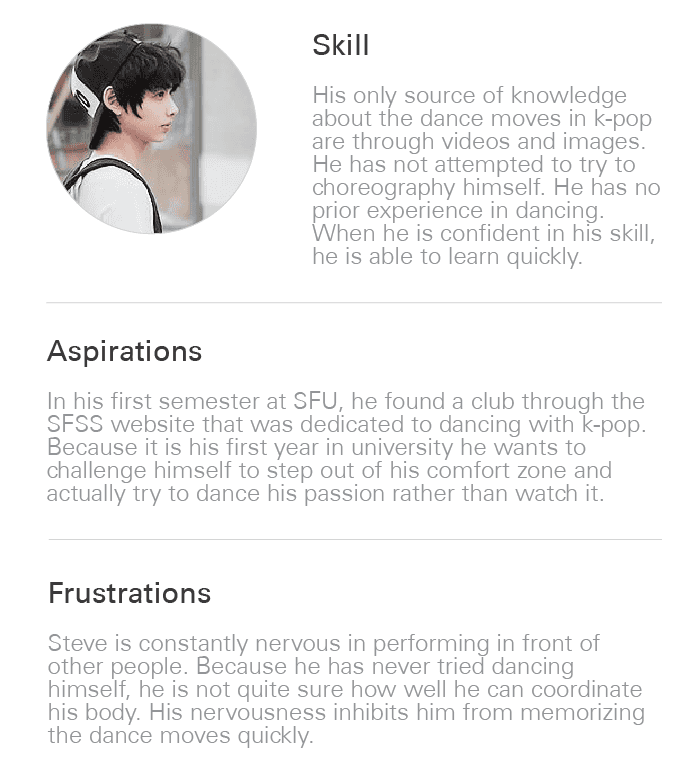 Skill
His only source of knowledge
about the dance moves in k-pop
are through videos and images.
He has not attempted to try to
choreography himself. He has no
prior experience in dancing.
When he is confident in his skill,
he is able to learn quickly.
Aspirations
In his first semester at SFU, he found a club through the
SFSS website that was dedicated to dancing with k-pop.
Because it is his first year in university he wants to
challenge himself to step out of his comfort zone and
actually try to dance his passion rather than watch it.
Frustrations
Steve is constantly nervous in performing in front of
other people. Because he has never tried dancing
himself, he is not quite sure how well he can coordinate
his body. His nervousness inhibits him from memorizing
the dance moves quickly.